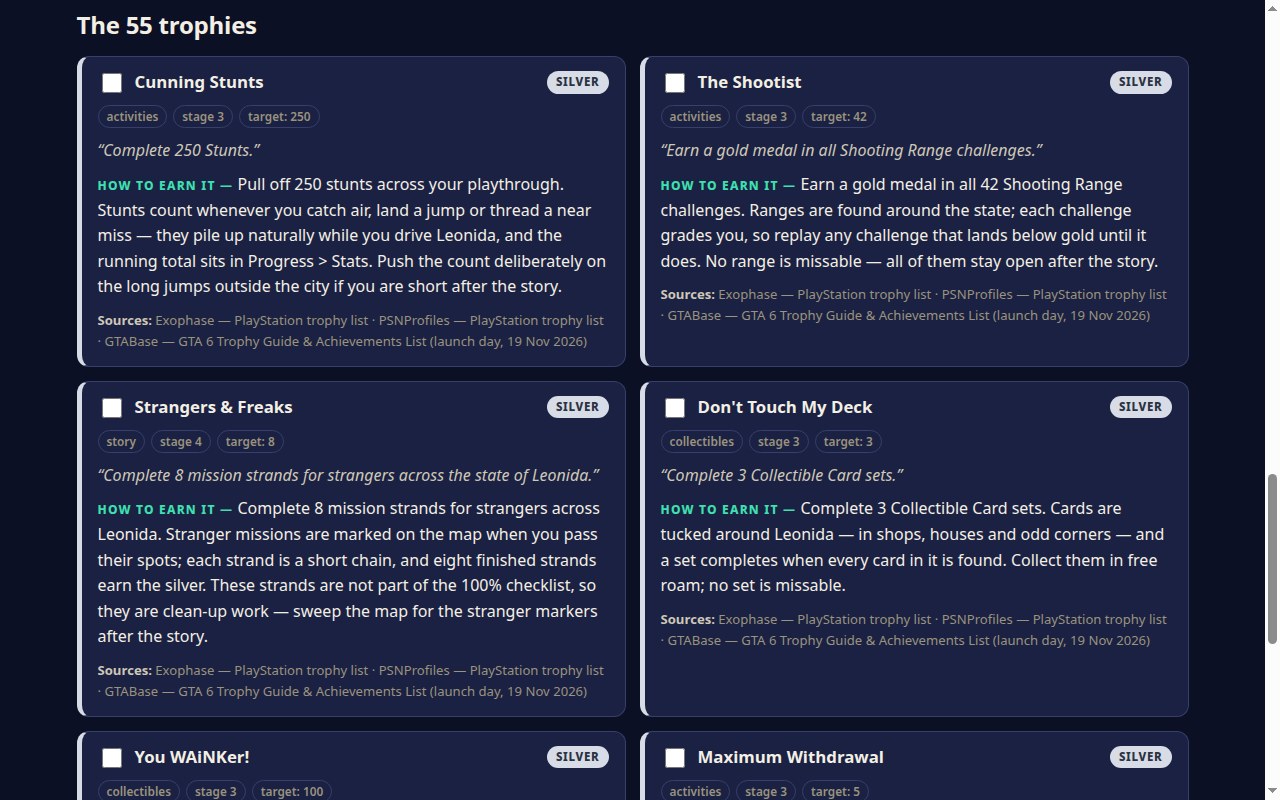 The 55 trophies
Cunning Stunts
SILVER
activities
stage 3
target: 250
“Complete 250 Stunts.”
HOW TO EARN IT — Pull off 250 stunts across your playthrough.
Stunts count whenever you catch air, land a jump or thread a near
miss — they pile up naturally while you drive Leonida, and the
running total sits in Progress > Stats. Push the count deliberately on
the long jumps outside the city if you are short after the story.
Sources: Exophase — PlayStation trophy list · PSNProfiles — PlayStation trophy list
· GTABase — GTA 6 Trophy Guide & Achievements List (launch day, 19 Nov 2026)
The Shootist
SILVER
activities
stage 3
target: 42
“Earn a gold medal in all Shooting Range challenges.”
HOW TO EARN IT — Earn a gold medal in all 42 Shooting Range
challenges. Ranges are found around the state; each challenge
grades you, so replay any challenge that lands below gold until it
does. No range is missable — all of them stay open after the story.
Sources: Exophase — PlayStation trophy list · PSNProfiles — PlayStation trophy list
· GTABase — GTA 6 Trophy Guide & Achievements List (launch day, 19 Nov 2026)
Strangers & Freaks
SILVER
story
stage 4
target: 8
“Complete 8 mission strands for strangers across the state of Leonida.”
HOW TO EARN IT — Complete 8 mission strands for strangers across
Leonida. Stranger missions are marked on the map when you pass
their spots; each strand is a short chain, and eight finished strands
earn the silver. These strands are not part of the 100% checklist, so
they are clean-up work — sweep the map for the stranger markers
after the story.
Sources: Exophase — PlayStation trophy list · PSNProfiles — PlayStation trophy list
· GTABase — GTA 6 Trophy Guide & Achievements List (launch day, 19 Nov 2026)
Don't Touch My Deck
SILVER
collectibles
stage 3
target: 3
“Complete 3 Collectible Card sets.”
HOW TO EARN IT — Complete 3 Collectible Card sets. Cards are
tucked around Leonida — in shops, houses and odd corners — and
a set completes when every card in it is found. Collect them in free
roam; no set is missable.
Sources: Exophase — PlayStation trophy list · PSNProfiles — PlayStation trophy list
· GTABase — GTA 6 Trophy Guide & Achievements List (launch day, 19 Nov 2026)
You WAiNKer!
SILVER
collectibles
stage 3
target: 100
Maximum Withdrawal
SILVER
activities
stage 3
target: 5